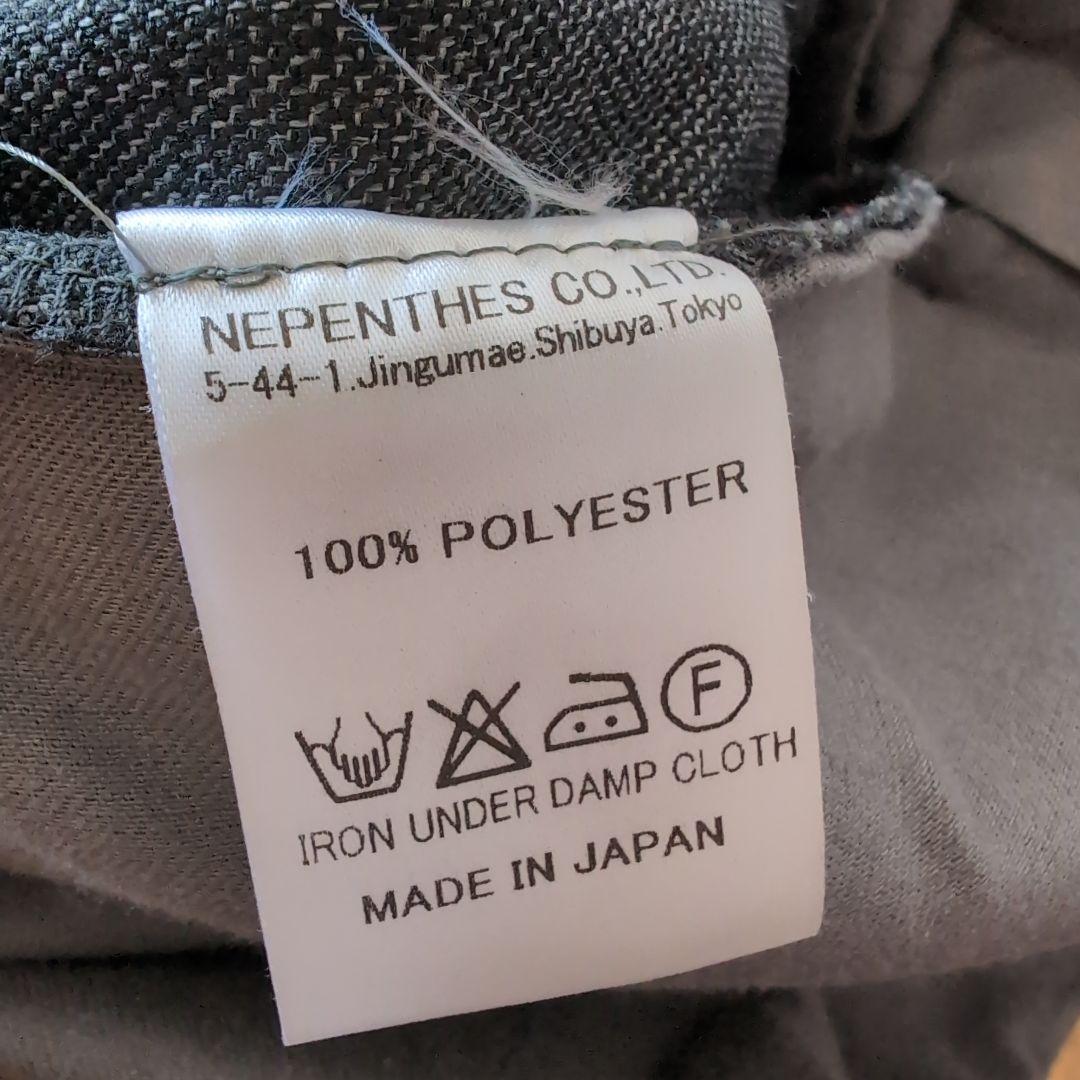 NEPENTHES CO.,LTD.
5-44-1.Jingumae.Shibuya.Tokyo
100% POLYESTER
F
IRON UNDER DAMP CLOTH
MADE IN JAPAN